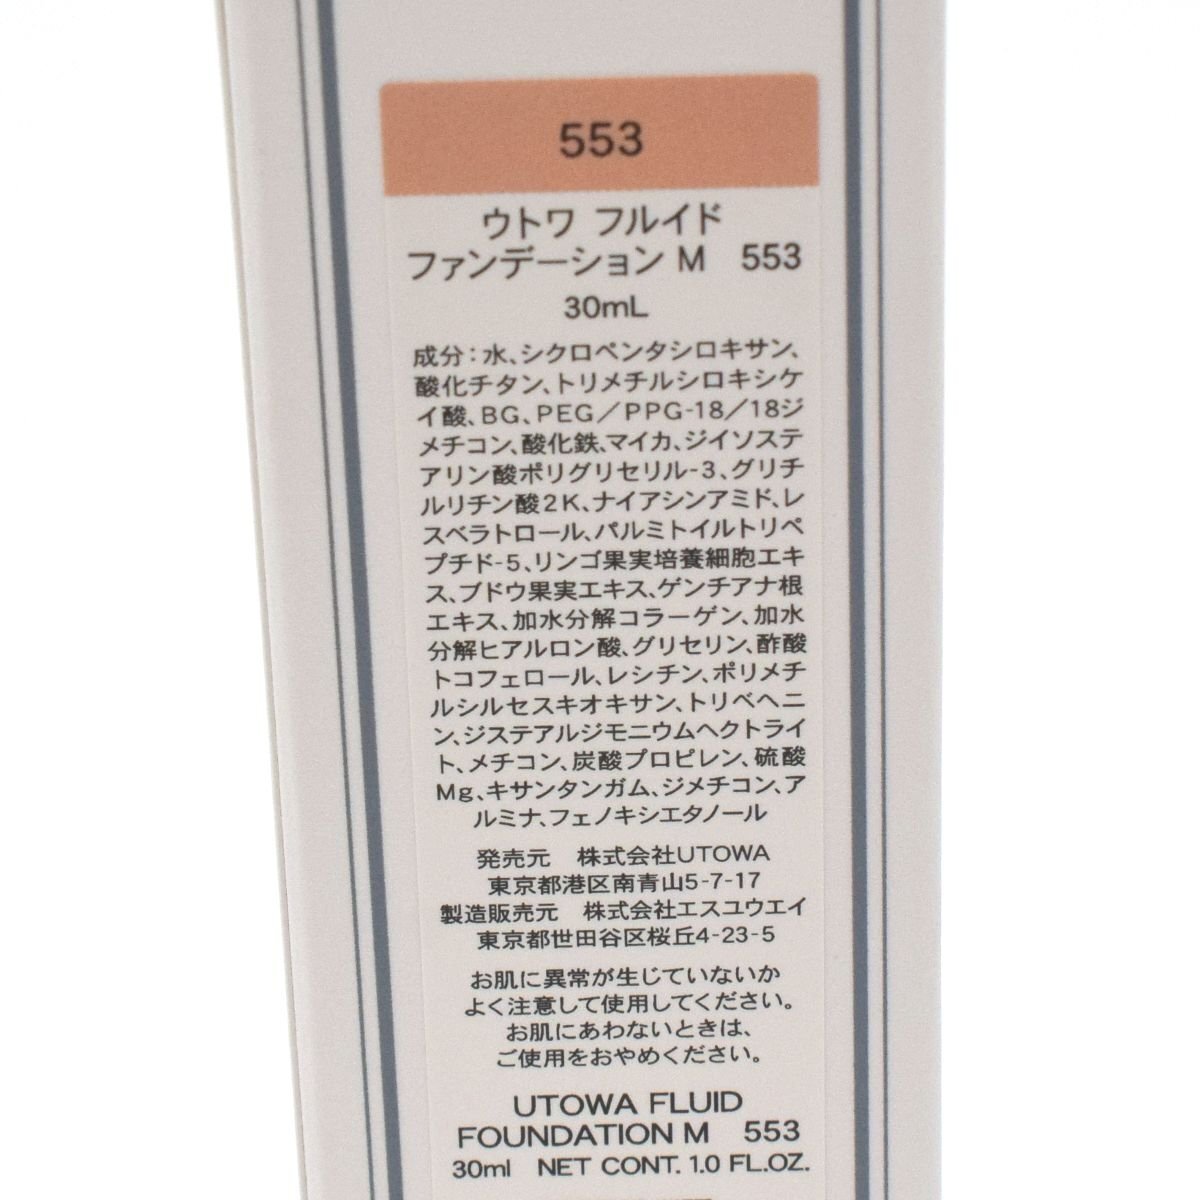 553
ウトワ フルイド
ファンデーション M 553
30mL
成分:水、シクロペンタシロキサン、
酸化チタン、トリメチルシロキシケ
イ酸、BG、PEG/PPG-18/18ジ
メチコン、酸化鉄、マイカ、ジイソステ
アリン酸ポリグリセリル-3、グリチ
ルリチン酸2K、ナイアシンアミド、レ
スベラトロール、パルミトイルトリペ
プチド-5、リンゴ果実培養細胞エキ
ス、ブドウ果実エキス、ゲンチアナ根
エキス、加水分解コラーゲン、加水
分解ヒアルロン酸、グリセリン、酢酸
トコフェロール、レシチン、ポリメチ
ルシルセスキオキサン、トリベヘニ
ン、ジステアルジモニウムヘクトライ
ト、メチコン、炭酸プロピレン、硫酸
Mg、キサンタンガム、ジメチコン、ア
ルミナ、フェノキシエタノール
発売元 株式会社UTOWA
東京都港区南青山5-7-17
製造販売元 株式会社エスユウエイ
東京都世田谷区桜丘4-23-5
お肌に異常が生じていないか
よく注意して使用してください。
お肌にあわないときは、
ご使用をおやめください。
UTOWA FLUID
FOUNDATION M 553
30ml NET CONT. 1.0 FL.OZ.